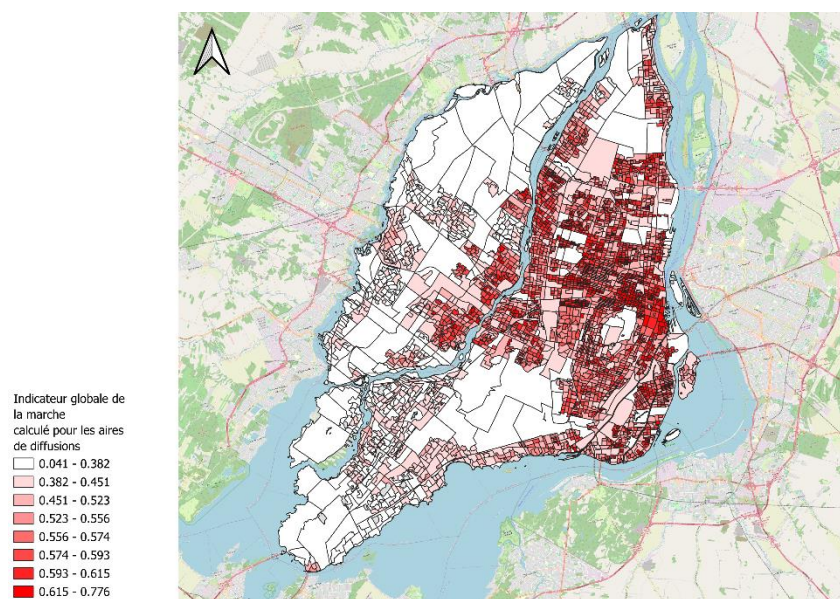 Indicateur globale de
la marche
calculé pour les aires
de diffusions
0.041 - 0.382
0.382 - 0.451
0.451 - 0.523
0.523 - 0.556
0.556 - 0.574
0.574 - 0.593
0.593 - 0.615
0.615 - 0.776